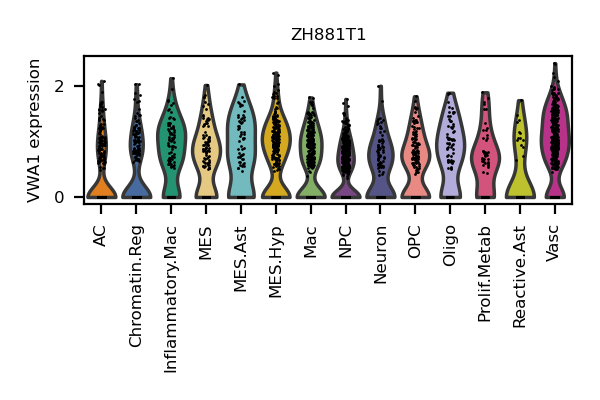 ZH881T1
VWA1 expression
2
0
AC
Chromatin.Reg
Inflammatory.Mac
MES
MES.Ast
MES.Hyp
Mac
NPC
Neuron
OPC
Oligo
Prolif.Metab
Reactive.Ast
Vasc